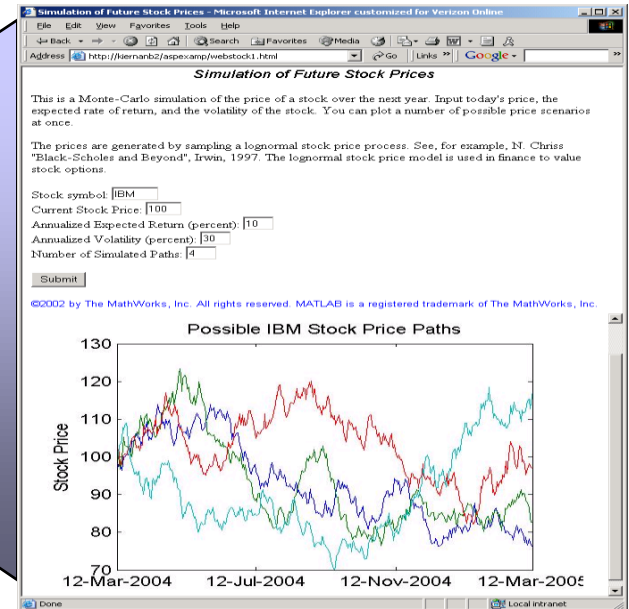 Simulation of Future Stock Prices - Microsoft Internet Explorer customized for Verizon Online
File Edit View Favorites Tools Help
Back Search Favorites Media
Address http://kiernanb2/aspexamp/webstock1.html Go Links » Google »
Simulation of Future Stock Prices
This is a Monte-Carlo simulation of the price of a stock over the next year. Input today's price, the
expected rate of return, and the volatility of the stock. You can plot a number of possible price scenarios
at once.
The prices are generated by sampling a lognormal stock price process. See, for example, N. Chriss
"Black-Scholes and Beyond", Irwin, 1997. The lognormal stock price model is used in finance to value
stock options.
Stock symbol: IBM
Current Stock Price: 100
Annualized Expected Return (percent): 10
Annualized Volatility (percent): 30
Number of Simulated Paths: 4
Submit
©2002 by The MathWorks, Inc. All rights reserved. MATLAB is a registered trademark of The MathWorks, Inc.
Possible IBM Stock Price Paths
130
120
110
100
90
80
70
Stock Price
12-Mar-2004 12-Jul-2004 12-Nov-2004 12-Mar-2005
Done Local intranet